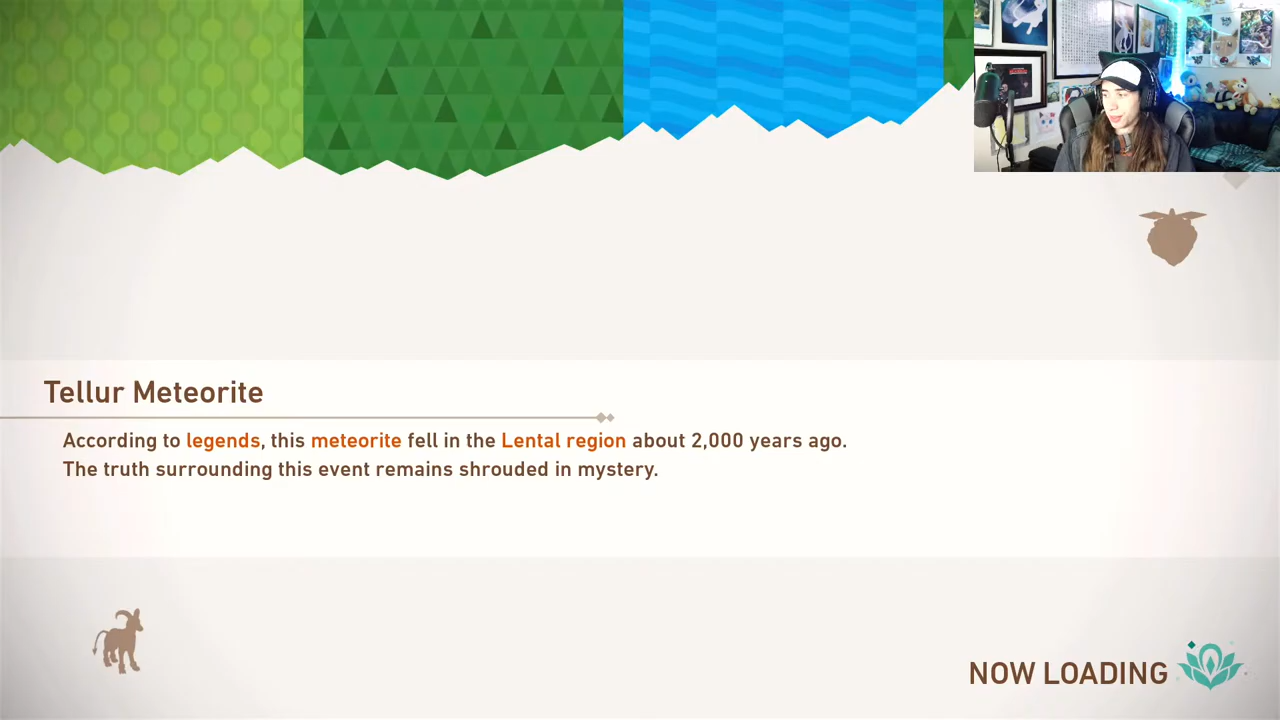 Tellur Meteorite
According to legends, this meteorite fell in the Lental region about 2,000 years ago.
The truth surrounding this event remains shrouded in mystery.
NOW LOADING